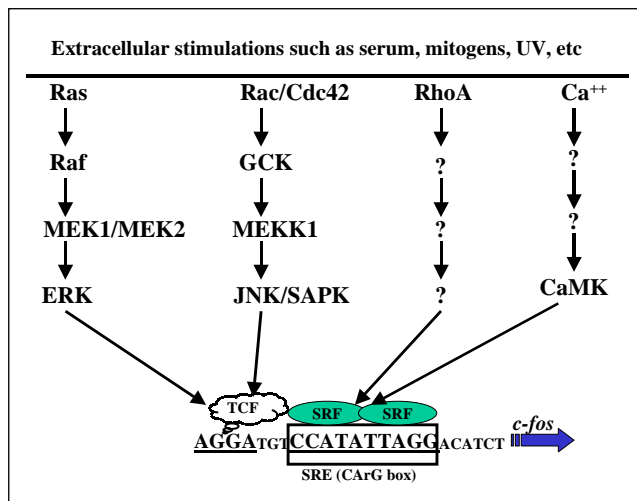 Extracellular stimulations such as serum, mitogens, UV, etc
Ras Rac/Cdc42 RhoA Ca++
Raf GCK ? ?
MEK1/MEK2 MEKK1 ? ?
ERK JNK/SAPK ? CaMK
TCF SRF SRF
c-fos
AGGATGTCCATATTAGGACATCT
SRE (CArG box)